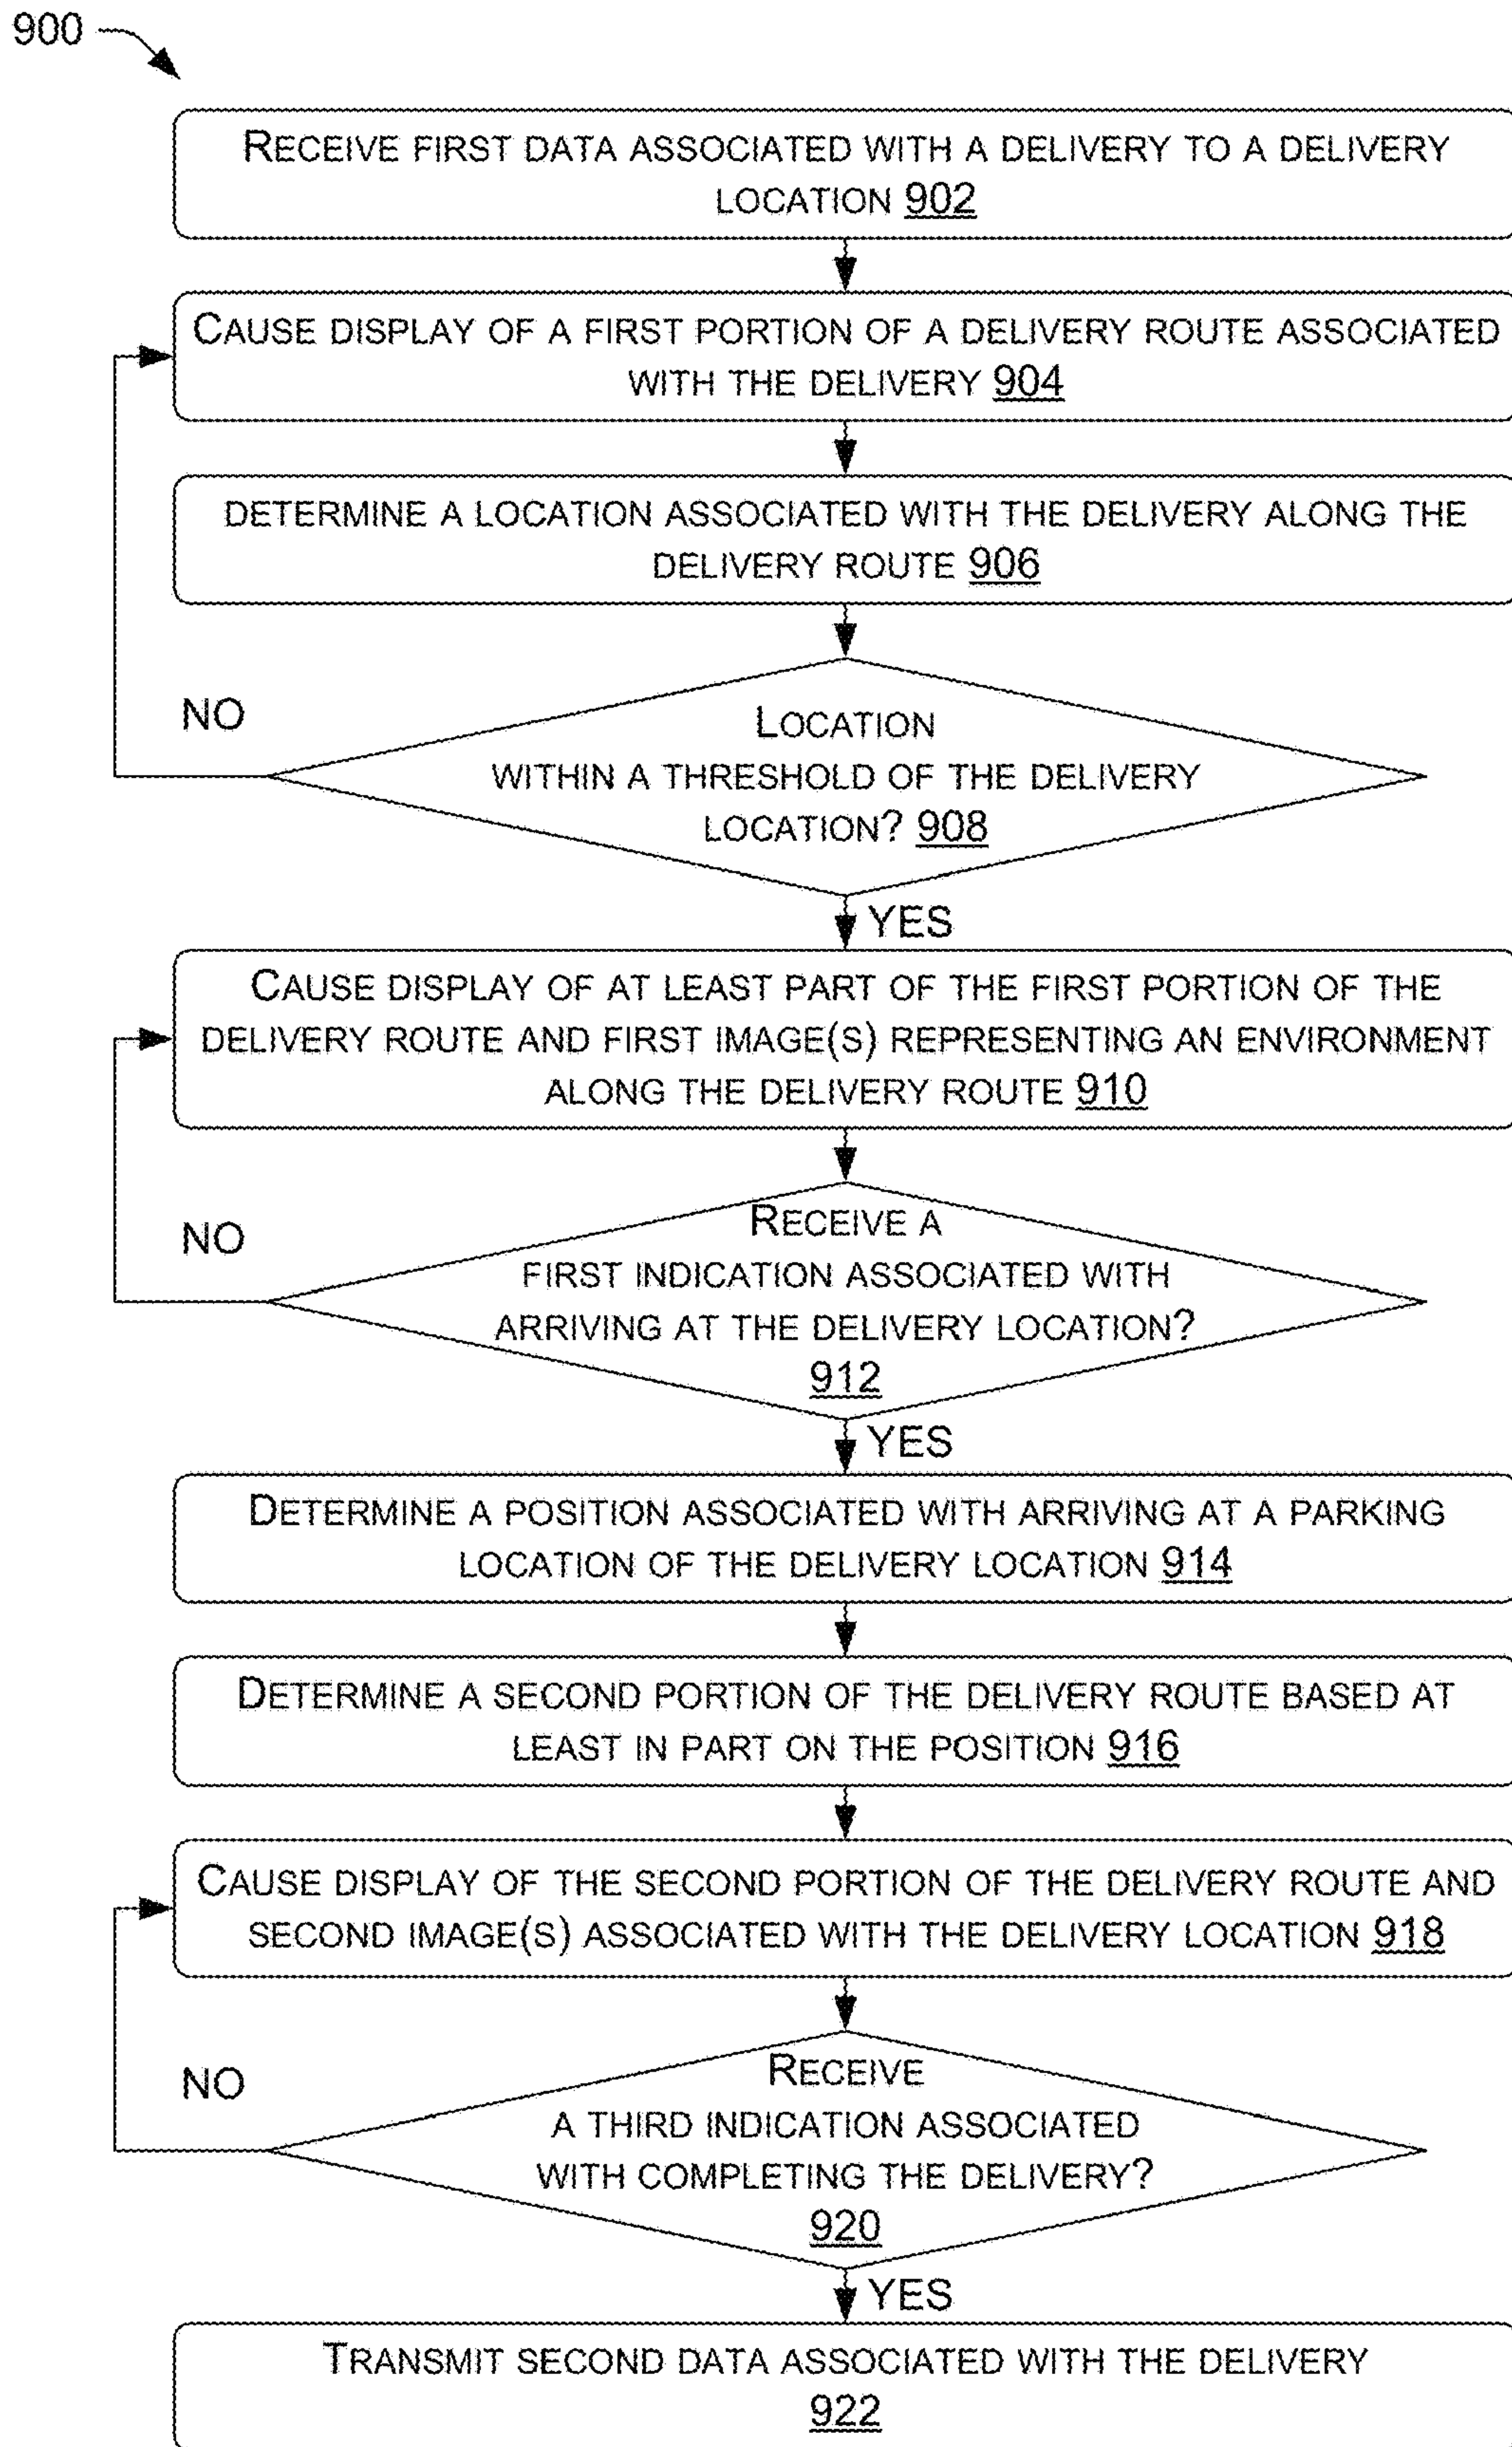 900
RECEIVE FIRST DATA ASSOCIATED WITH A DELIVERY TO A DELIVERY
LOCATION 902
CAUSE DISPLAY OF A FIRST PORTION OF A DELIVERY ROUTE ASSOCIATED
WITH THE DELIVERY 904
DETERMINE A LOCATION ASSOCIATED WITH THE DELIVERY ALONG THE
DELIVERY ROUTE 906
NO
LOCATION
WITHIN A THRESHOLD OF THE DELIVERY
LOCATION? 908
YES
CAUSE DISPLAY OF AT LEAST PART OF THE FIRST PORTION OF THE
DELIVERY ROUTE AND FIRST IMAGE(S) REPRESENTING AN ENVIRONMENT
ALONG THE DELIVERY ROUTE 910
NO
RECEIVE A
FIRST INDICATION ASSOCIATED WITH
ARRIVING AT THE DELIVERY LOCATION?
912
YES
DETERMINE A POSITION ASSOCIATED WITH ARRIVING AT A PARKING
LOCATION OF THE DELIVERY LOCATION 914
DETERMINE A SECOND PORTION OF THE DELIVERY ROUTE BASED AT
LEAST IN PART ON THE POSITION 916
CAUSE DISPLAY OF THE SECOND PORTION OF THE DELIVERY ROUTE AND
SECOND IMAGE(S) ASSOCIATED WITH THE DELIVERY LOCATION 918
NO
RECEIVE
A THIRD INDICATION ASSOCIATED
WITH COMPLETING THE DELIVERY?
920
YES
TRANSMIT SECOND DATA ASSOCIATED WITH THE DELIVERY
922